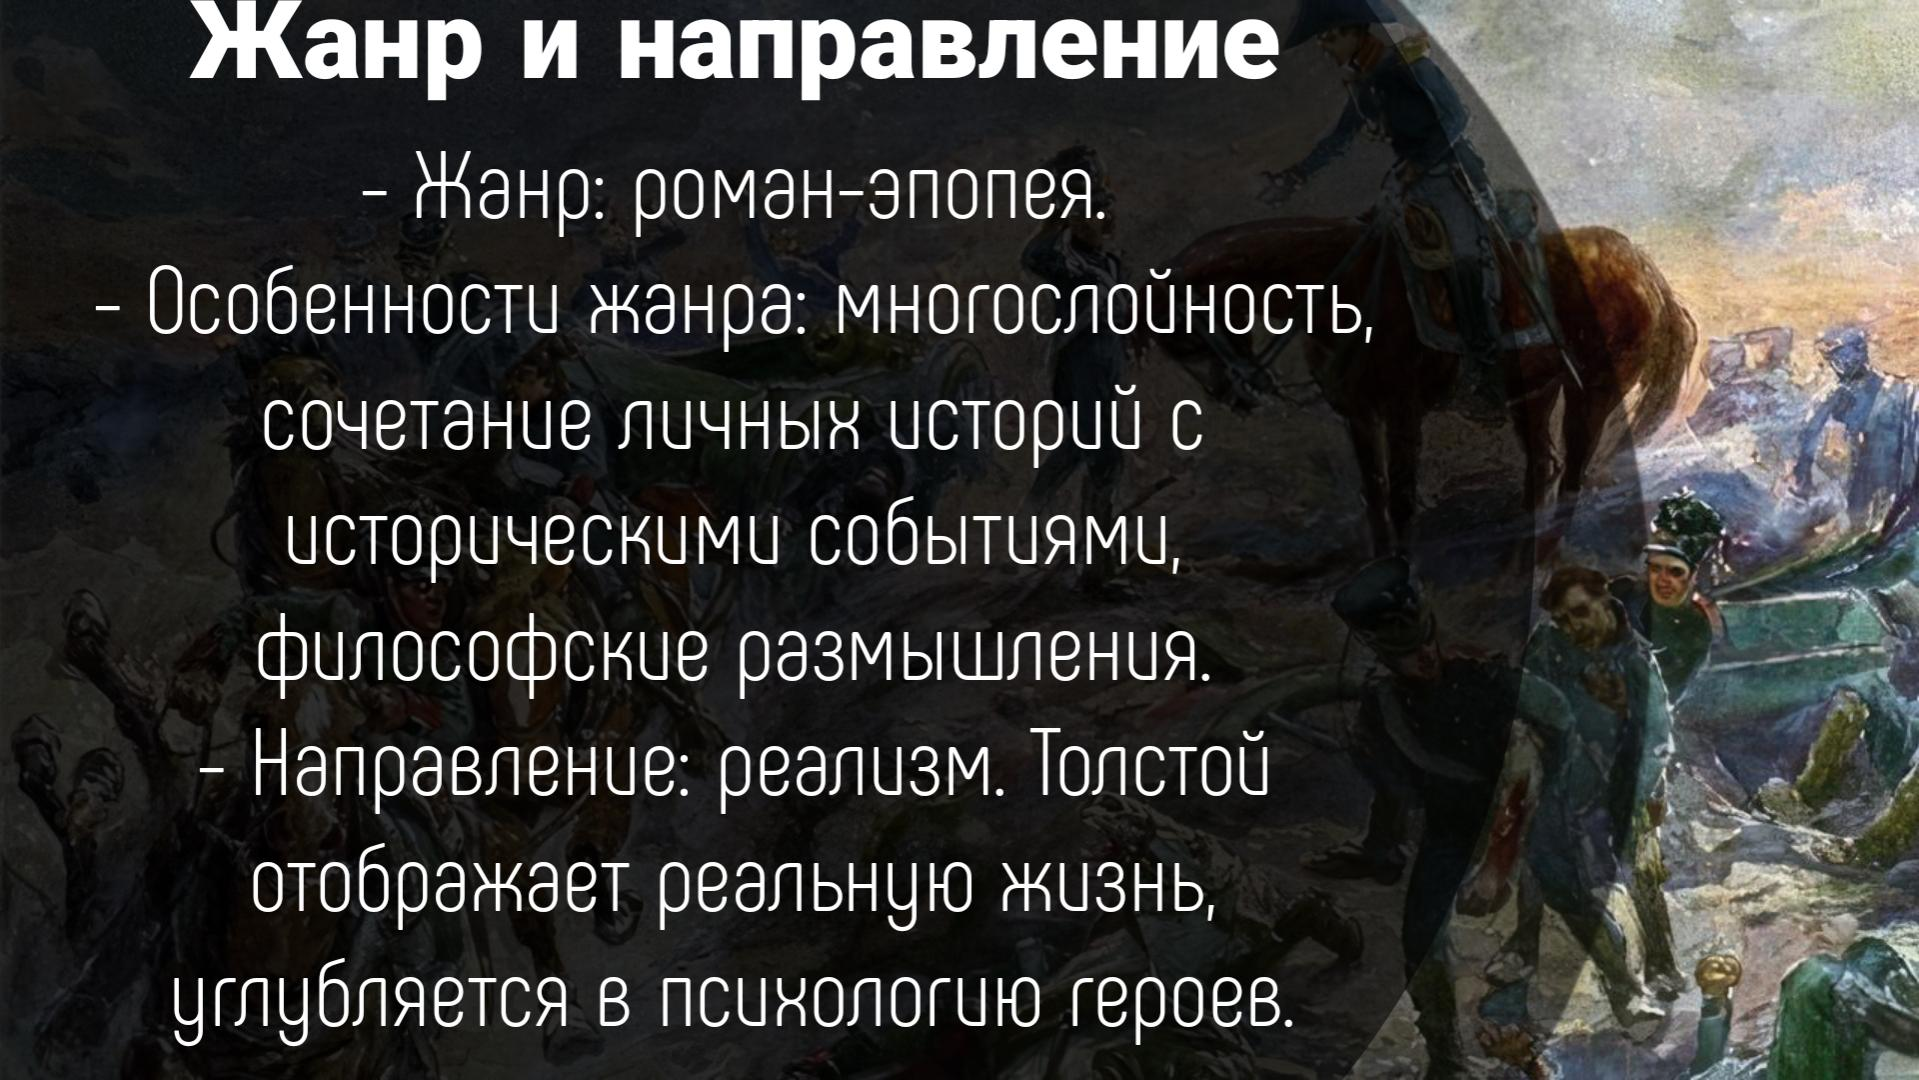 Жанр и направление
- Жанр: роман-эпопея.
- Особенности жанра: многослойность,
сочетание личных историй с
историческими событиями,
философские размышления.
- Направление: реализм. Толстой
отображает реальную жизнь,
углубляется в психологию героев.